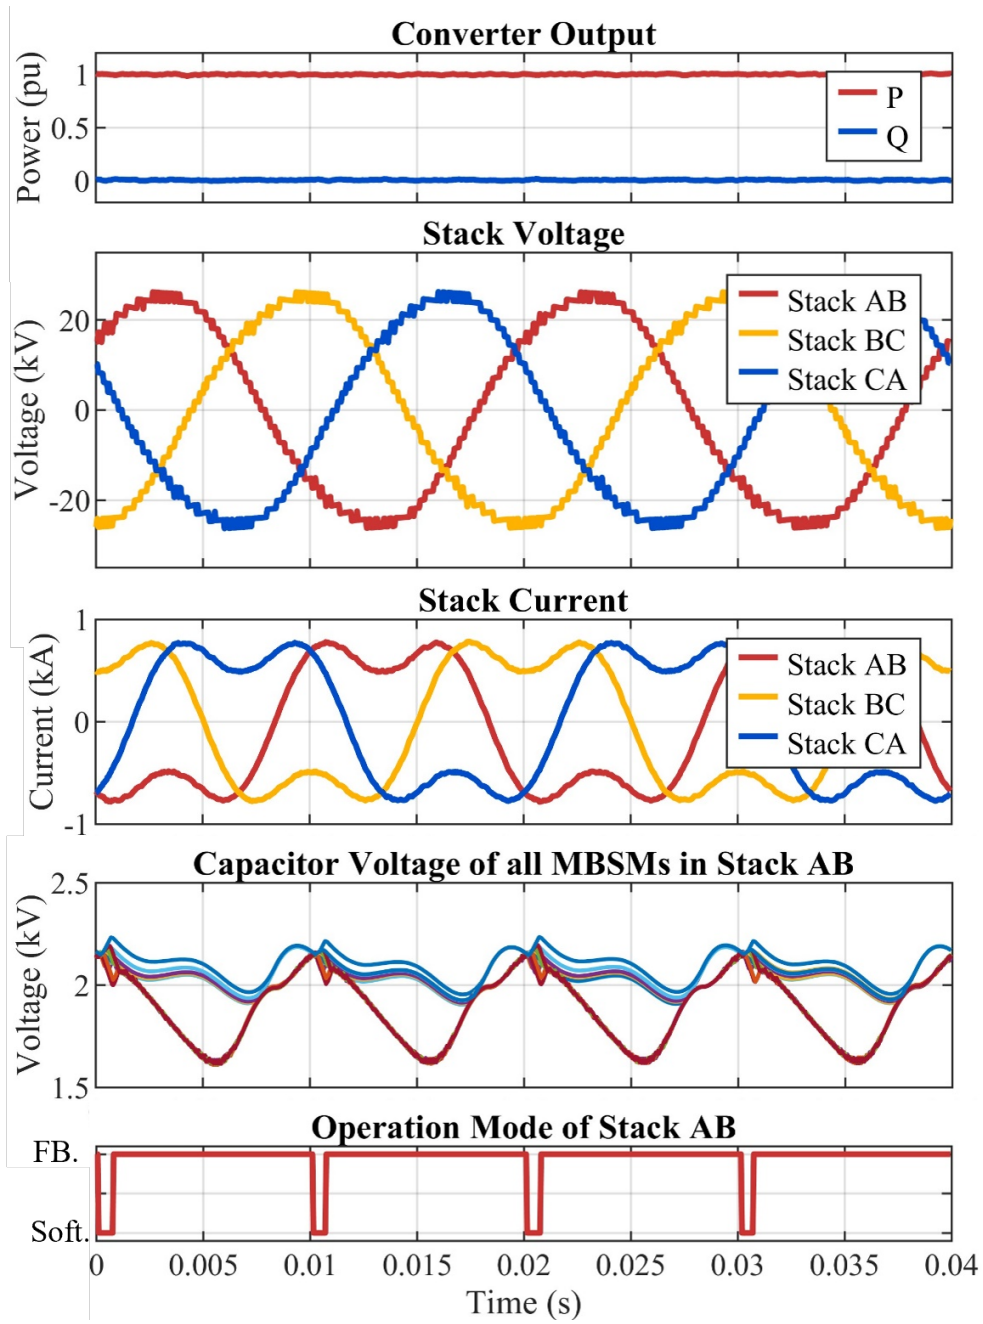 Converter Output
Power (pu)
1
0.5
0
P
Q
Stack Voltage
Voltage (kV)
20
0
-20
Stack AB
Stack BC
Stack CA
Stack Current
Current (kA)
1
0
-1
Stack AB
Stack BC
Stack CA
Capacitor Voltage of all MBSMs in Stack AB
Voltage (kV)
2.5
2
1.5
Operation Mode of Stack AB
FB.
Soft.
0 0.005 0.01 0.015 0.02 0.025 0.03 0.035 0.04
Time (s)